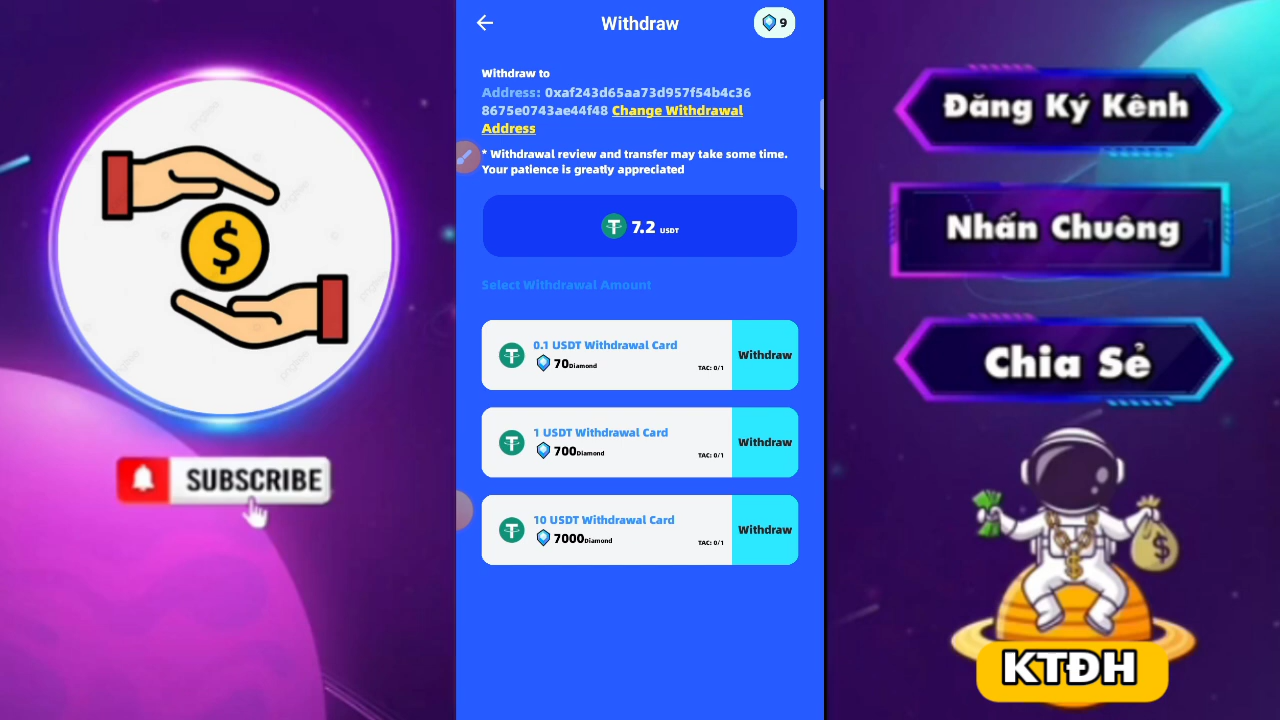 Withdraw
9
Withdraw to
Address: 0xaf243d65aa73d957f54b4c36
8675e0743ae44f48 Change Withdrawal
Address
* Withdrawal review and transfer may take some time.
Your patience is greatly appreciated
7.2 USDT
Select Withdrawal Amount
0.1 USDT Withdrawal Card
70Diamond
TAC: 0/1
Withdraw
1 USDT Withdrawal Card
700Diamond
TAC: 0/1
Withdraw
10 USDT Withdrawal Card
7000Diamond
TAC: 0/1
Withdraw
SUBSCRIBE
Đăng Ký Kênh
Nhấn Chuông
Chia Sẻ
KTĐH